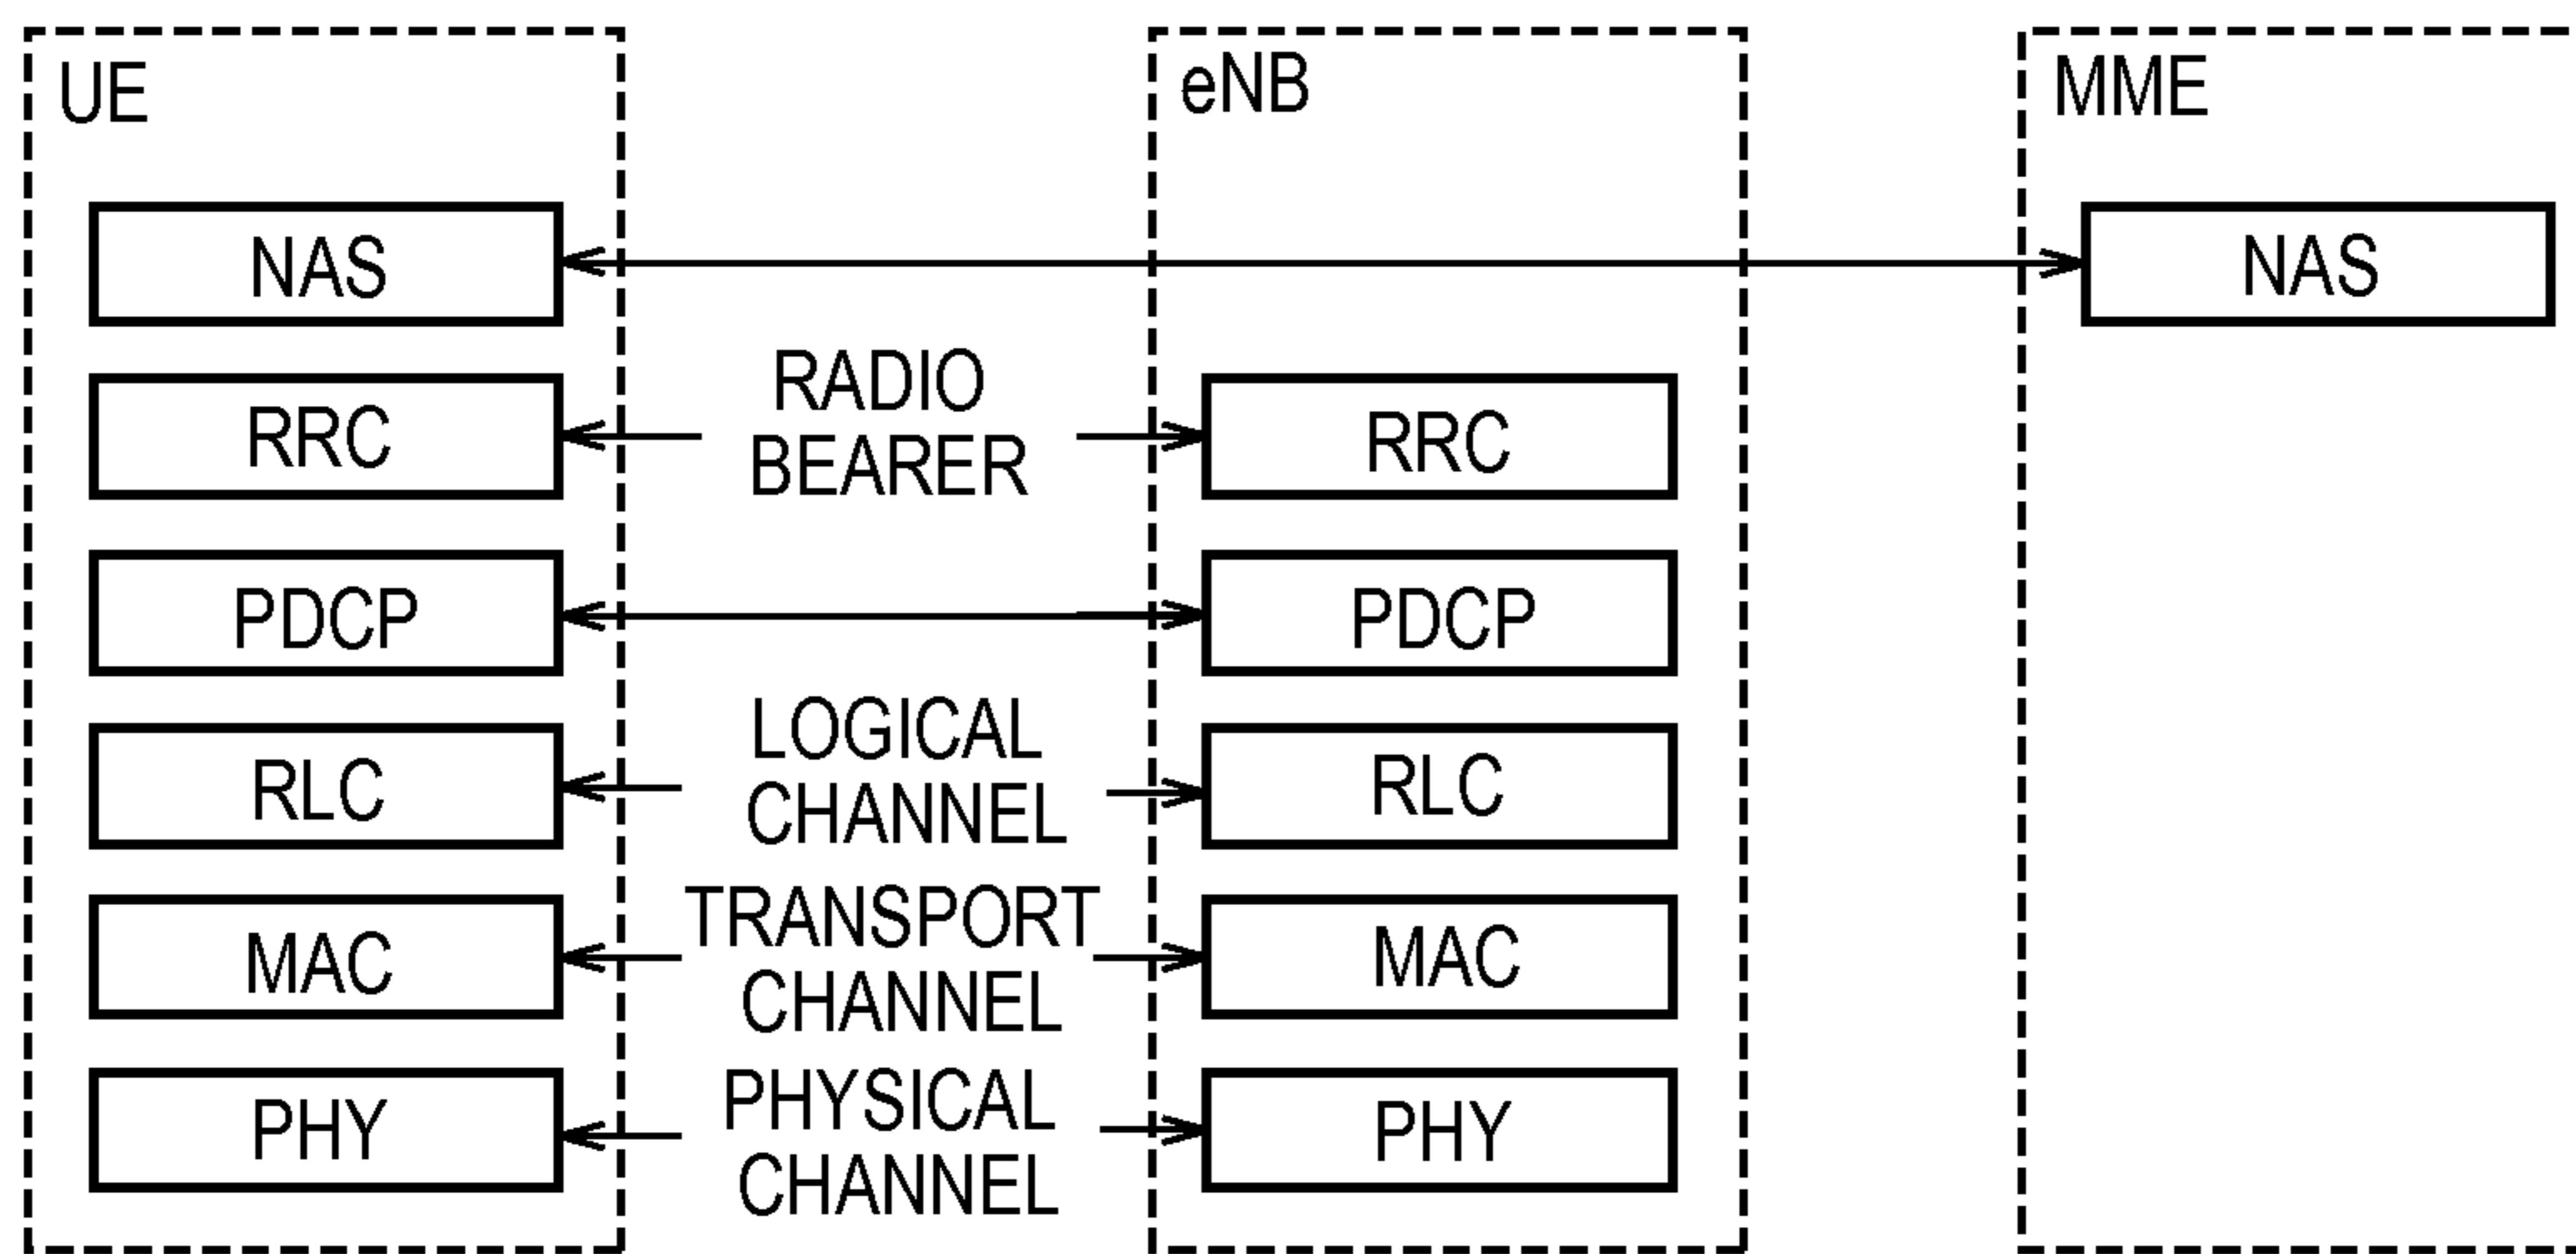 UE
eNB
MME
NAS
NAS
RADIO
BEARER
RRC
RRC
PDCP
PDCP
LOGICAL
CHANNEL
RLC
RLC
TRANSPORT
CHANNEL
MAC
MAC
PHYSICAL
CHANNEL
PHY
PHY